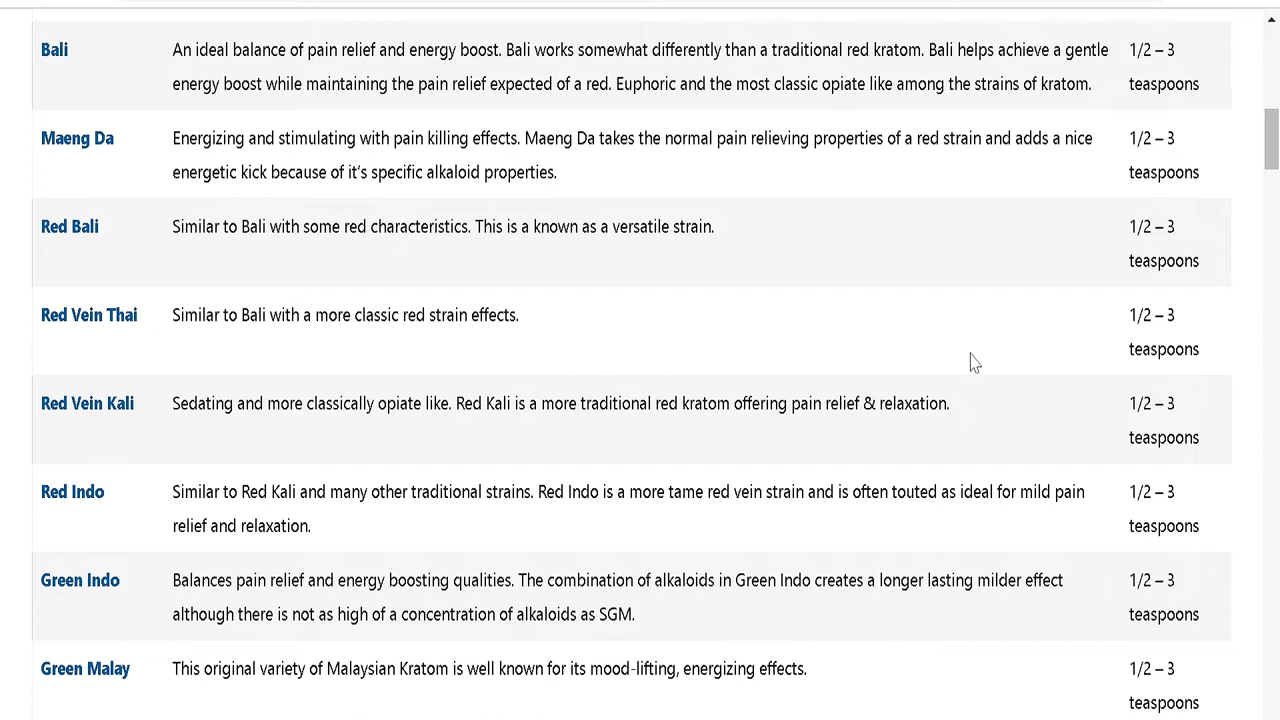 Bali An ideal balance of pain relief and energy boost. Bali works somewhat differently than a traditional red kratom. Bali helps achieve a gentle 1/2 – 3
energy boost while maintaining the pain relief expected of a red. Euphoric and the most classic opiate like among the strains of kratom. teaspoons
Maeng Da Energizing and stimulating with pain killing effects. Maeng Da takes the normal pain relieving properties of a red strain and adds a nice 1/2 – 3
energetic kick because of it's specific alkaloid properties. teaspoons
Red Bali Similar to Bali with some red characteristics. This is a known as a versatile strain. 1/2 – 3
teaspoons
Red Vein Thai Similar to Bali with a more classic red strain effects. 1/2 – 3
teaspoons
Red Vein Kali Sedating and more classically opiate like. Red Kali is a more traditional red kratom offering pain relief & relaxation. 1/2 – 3
teaspoons
Red Indo Similar to Red Kali and many other traditional strains. Red Indo is a more tame red vein strain and is often touted as ideal for mild pain 1/2 – 3
relief and relaxation. teaspoons
Green Indo Balances pain relief and energy boosting qualities. The combination of alkaloids in Green Indo creates a longer lasting milder effect 1/2 – 3
although there is not as high of a concentration of alkaloids as SGM. teaspoons
Green Malay This original variety of Malaysian Kratom is well known for its mood-lifting, energizing effects. 1/2 – 3
teaspoons